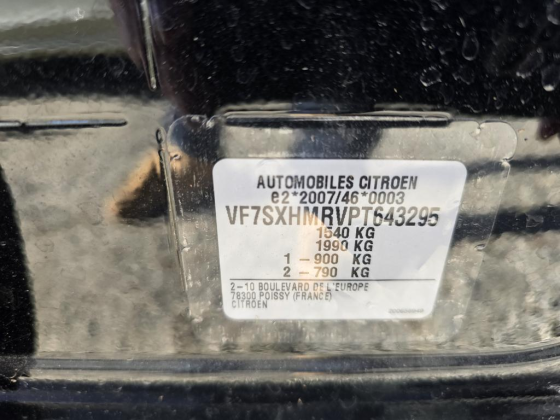 AUTOMOBILES CITROEN
e2*2007/46*0003
VF7SXHMRVPT643295
1540 KG
1990 KG
1 - 900 KG
2 - 790 KG
2-10 BOULEVARD DE L'EUROPE
78300 POISSY (FRANCE)
CITROEN